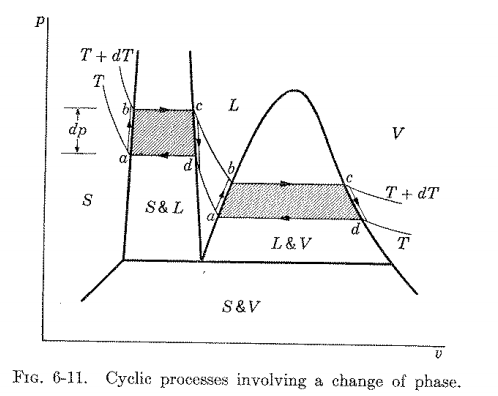 p
T + dT
T
b
c
L
dp
V
a
d
b
c
S
S & L
T + dT
a
d
L & V
T
S & V
v
FIG. 6-11. Cyclic processes involving a change of phase.